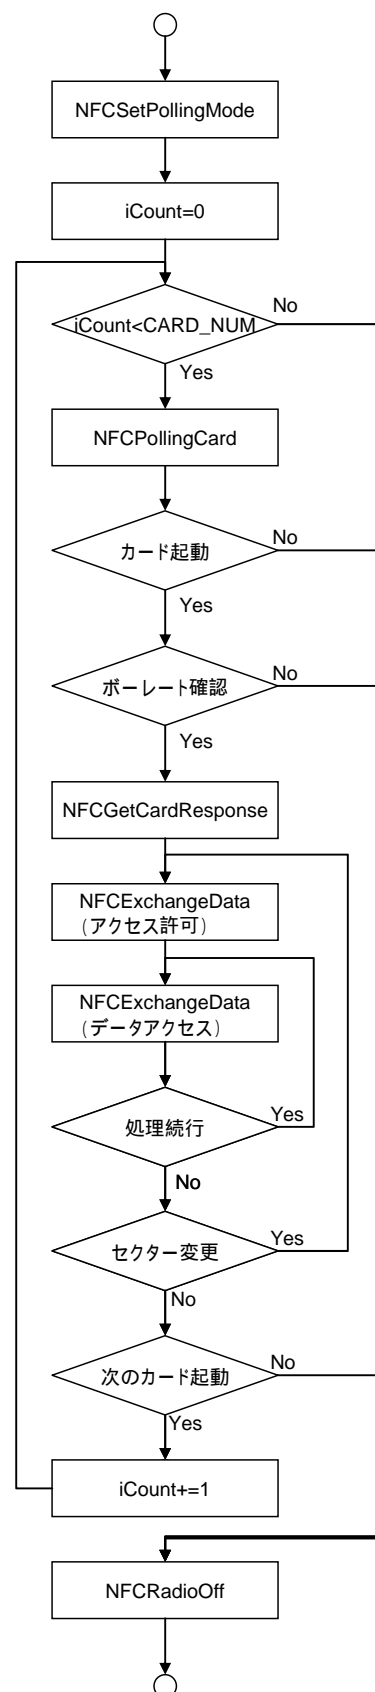 NFCSetPollingMode
iCount=0
iCount<CARD_NUM
No
Yes
NFCPollingCard
カード起動
No
Yes
ボーレート確認
No
Yes
NFCGetCardResponse
NFCExchangeData
(アクセス許可)
NFCExchangeData
(データアクセス)
処理続行
Yes
No
セクター変更
Yes
No
次のカード起動
No
Yes
iCount+=1
NFCRadioOff